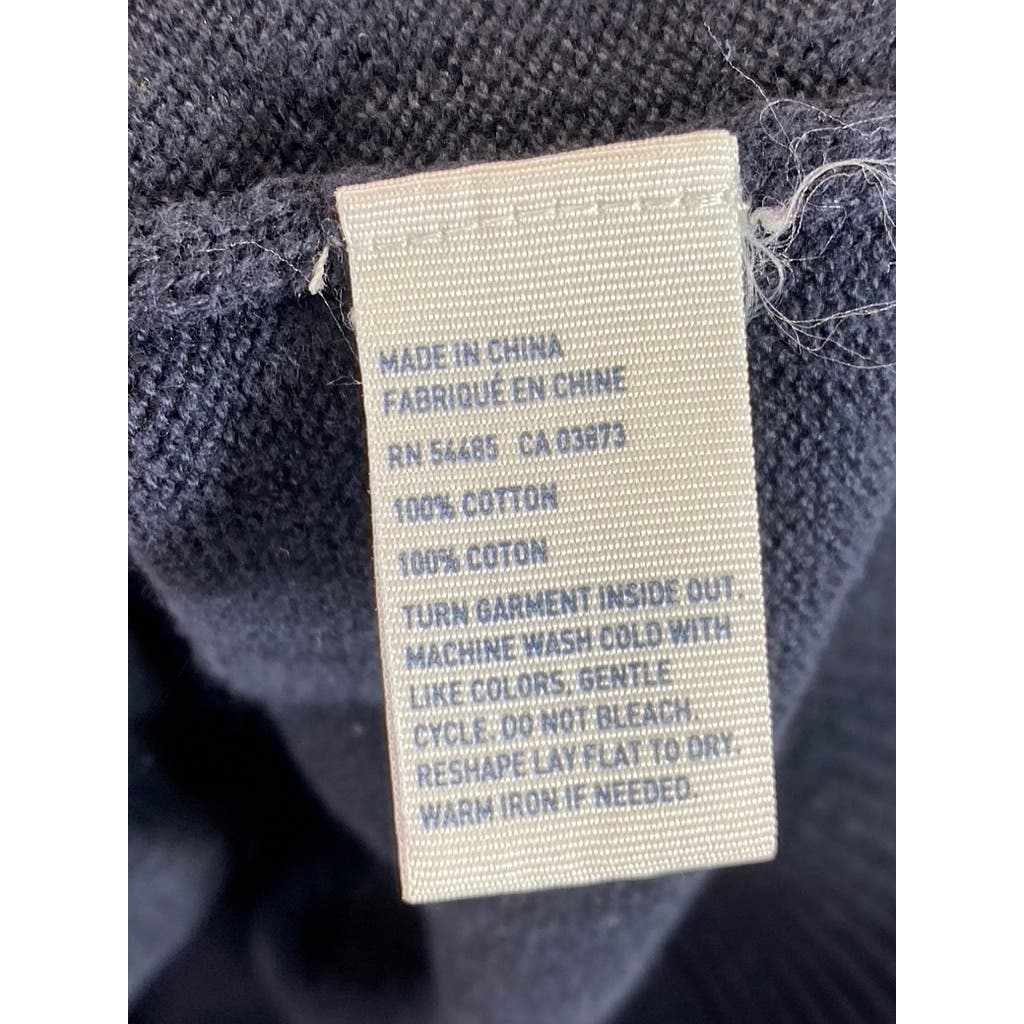 MADE IN CHINA
FABRIQUÉ EN CHINE
RN 54485 CA 03873
100% COTTON
100% COTON
TURN GARMENT INSIDE OUT.
MACHINE WASH COLD WITH
LIKE COLORS. GENTLE
CYCLE. DO NOT BLEACH.
RESHAPE LAY FLAT TO DRY.
WARM IRON IF NEEDED.